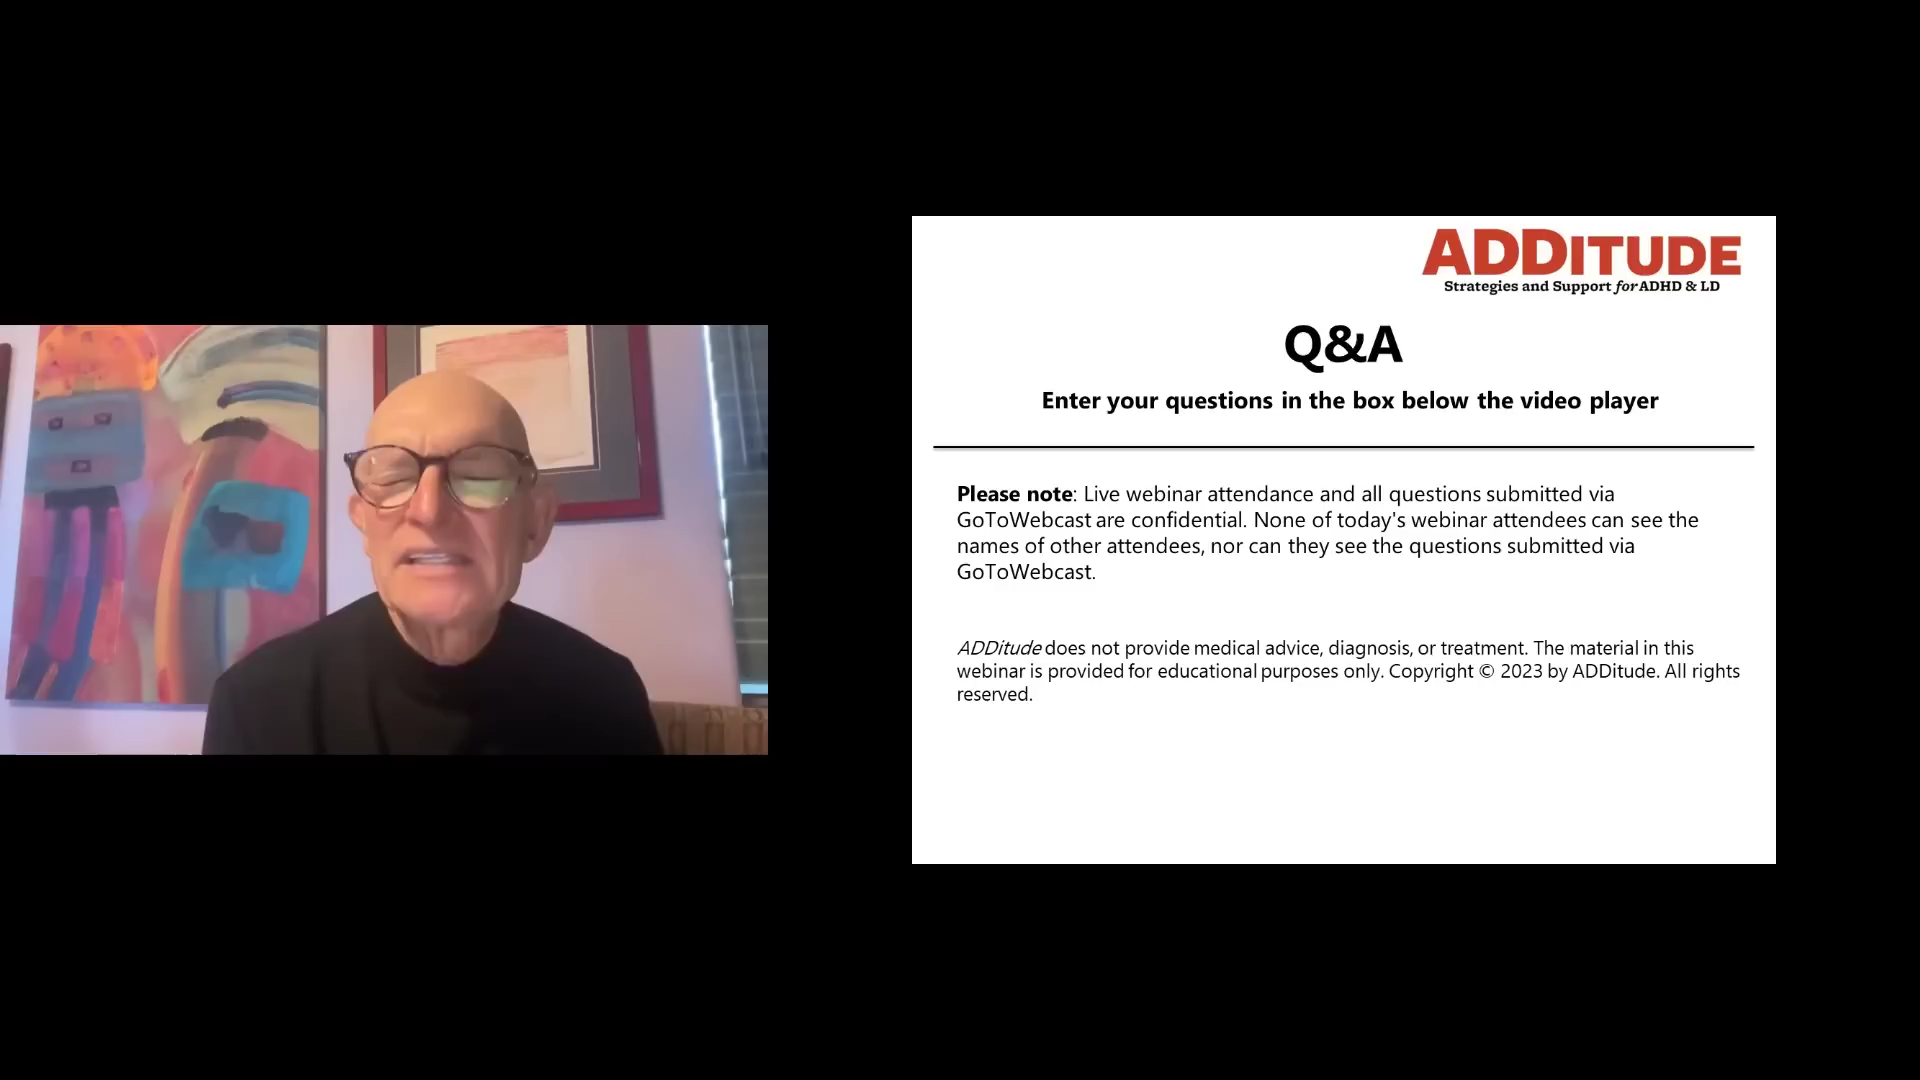 ADDITUDE
Strategies and Support for ADHD & LD
Q&A
Enter your questions in the box below the video player
Please note: Live webinar attendance and all questions submitted via
GoToWebcast are confidential. None of today's webinar attendees can see the
names of other attendees, nor can they see the questions submitted via
GoToWebcast.
ADDitude does not provide medical advice, diagnosis, or treatment. The material in this
webinar is provided for educational purposes only. Copyright © 2023 by ADDitude. All rights
reserved.